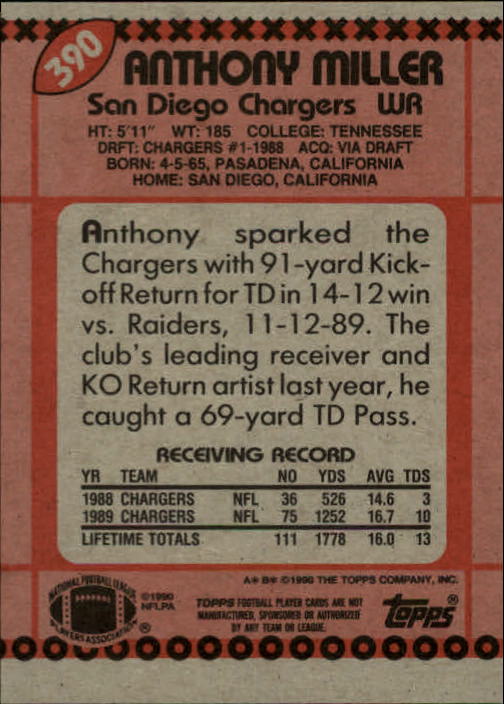 390
ANTHONY MILLER
San Diego Chargers WR
HT: 5'11" WT: 185 COLLEGE: TENNESSEE
DRFT: CHARGERS #1-1988 ACQ: VIA DRAFT
BORN: 4-5-65, PASADENA, CALIFORNIA
HOME: SAN DIEGO, CALIFORNIA
Anthony sparked the
Chargers with 91-yard Kick-
off Return for TD in 14-12 win
vs. Raiders, 11-12-89. The
club's leading receiver and
KO Return artist last year, he
caught a 69-yard TD Pass.
RECEIVING RECORD
YR TEAM NO YDS AVG TDS
1988 CHARGERS NFL 36 526 14.6 3
1989 CHARGERS NFL 75 1252 16.7 10
LIFETIME TOTALS 111 1778 16.0 13
A* B* ©1990 THE TOPPS COMPANY, INC.
NATIONAL FOOTBALL LEAGUE
PLAYERS ASSOCIATION ®
©1990
NFLPA
TOPPS FOOTBALL PLAYER CARDS ARE NOT
MANUFACTURED, SPONSORED OR AUTHORIZED
BY ANY TEAM OR LEAGUE.
topps ®